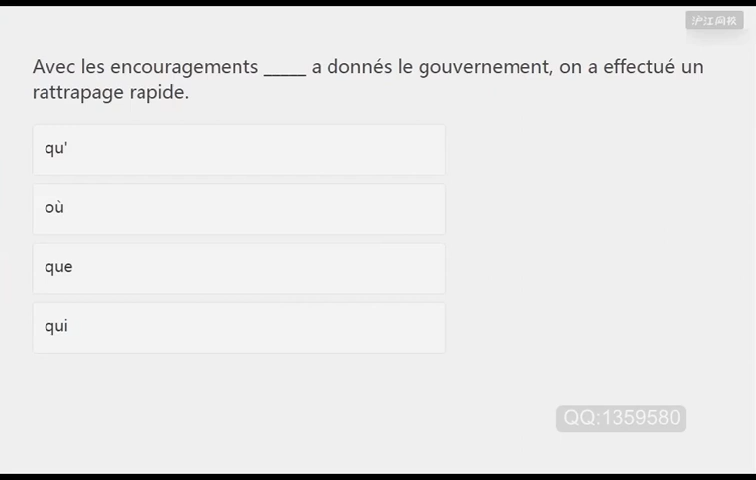 沪江网校
Avec les encouragements _____ a donnés le gouvernement, on a effectué un
rattrapage rapide.
qu'
où
que
qui
QQ:1359580